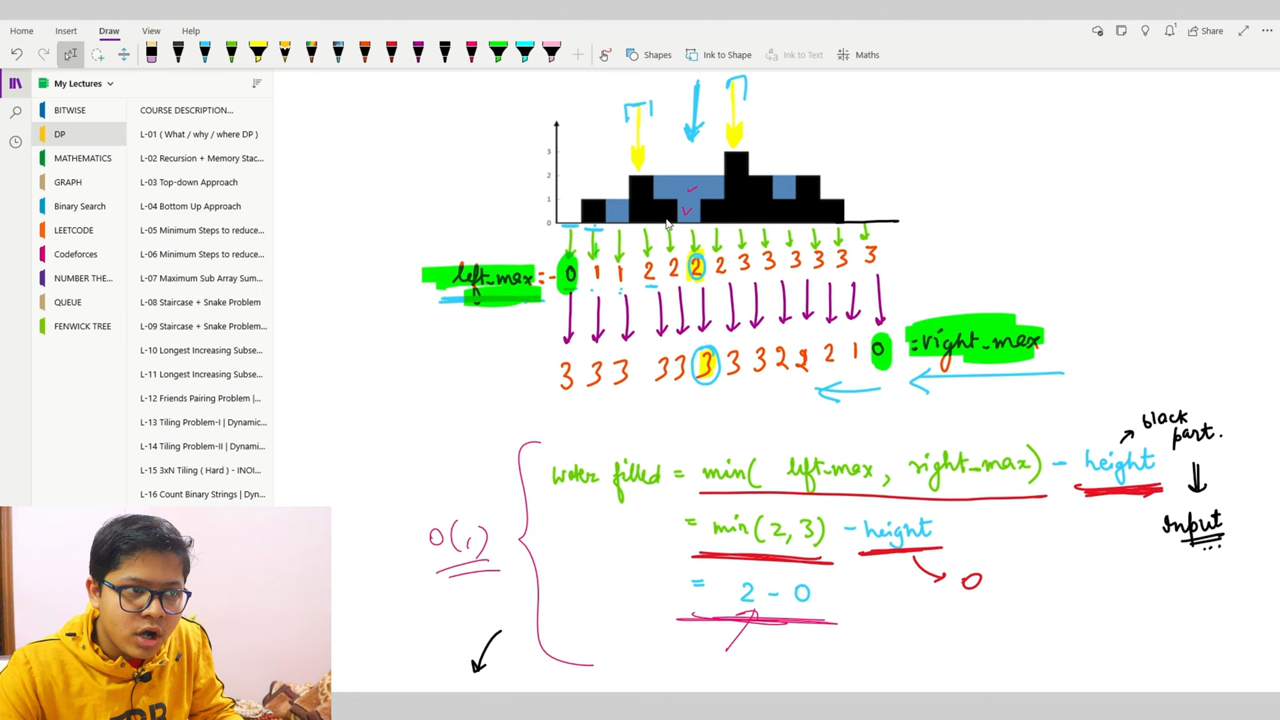 Home Insert Draw View Help
Share
Shapes Ink to Shape Ink to Text Maths
My Lectures
BITWISE
DP
MATHEMATICS
GRAPH
Binary Search
LEETCODE
Codeforces
NUMBER THE...
QUEUE
FENWICK TREE
COURSE DESCRIPTION...
L-01 ( What / why / where DP )
L-02 Recursion + Memory Stac...
L-03 Top-down Approach
L-04 Bottom Up Approach
L-05 Minimum Steps to reduce...
L-06 Minimum Steps to reduce...
L-07 Maximum Sub Array Sum...
L-08 Staircase + Snake Problem
L-09 Staircase + Snake Problem...
L-10 Longest Increasing Subse...
L-11 Longest Increasing Subse...
L-12 Friends Pairing Problem |...
L-13 Tiling Problem-I | Dynamic...
L-14 Tiling Problem-II | Dynami...
L-15 3xN Tiling ( Hard ) - INOI...
L-16 Count Binary Strings | Dyn...
3
2
1
0
left_max :- 0 1 1 2 2 2 2 3 3 3 3 3 3
3 3 3 3 3 3 3 3 2 2 2 1 0 = right_max
black part.
water filled = min( left_max , right_max) - height
Input
= min(2, 3) - height
O(1)
0
= 2 - 0